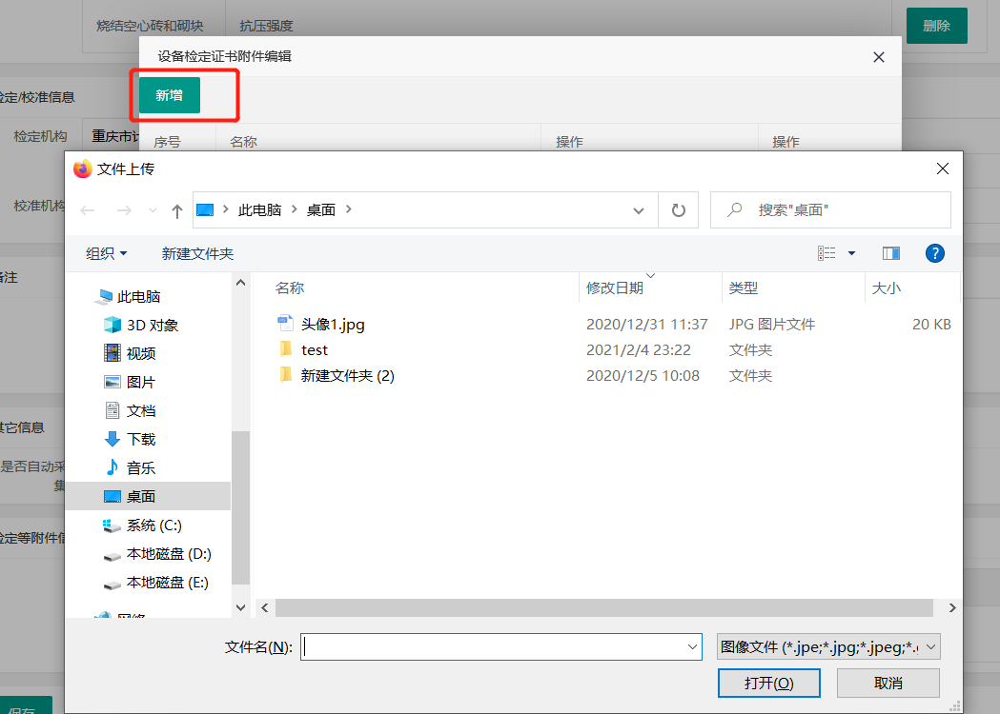 烧结空心砖和砌块 抗压强度 删除
设备检定证书附件编辑
检定/校准信息 新增
检定机构 重庆市计 序号 名称 操作 操作
文件上传
校准机构
此电脑 桌面 搜索"桌面"
组织 新建文件夹
备注
名称 修改日期 类型 大小
此电脑
3D 对象
视频
图片
文档
下载
音乐
桌面
系统 (C:)
本地磁盘 (D:)
本地磁盘 (E:)
网络
头像1.jpg 2020/12/31 11:37 JPG 图片文件 20 KB
test 2021/2/4 23:22 文件夹
新建文件夹 (2) 2020/12/5 10:08 文件夹
其它信息
是否自动采
集
检定等附件信
文件名(N): 图像文件 (*.jpe;*.jpg;*.jpeg;*.
打开(O) 取消
保存